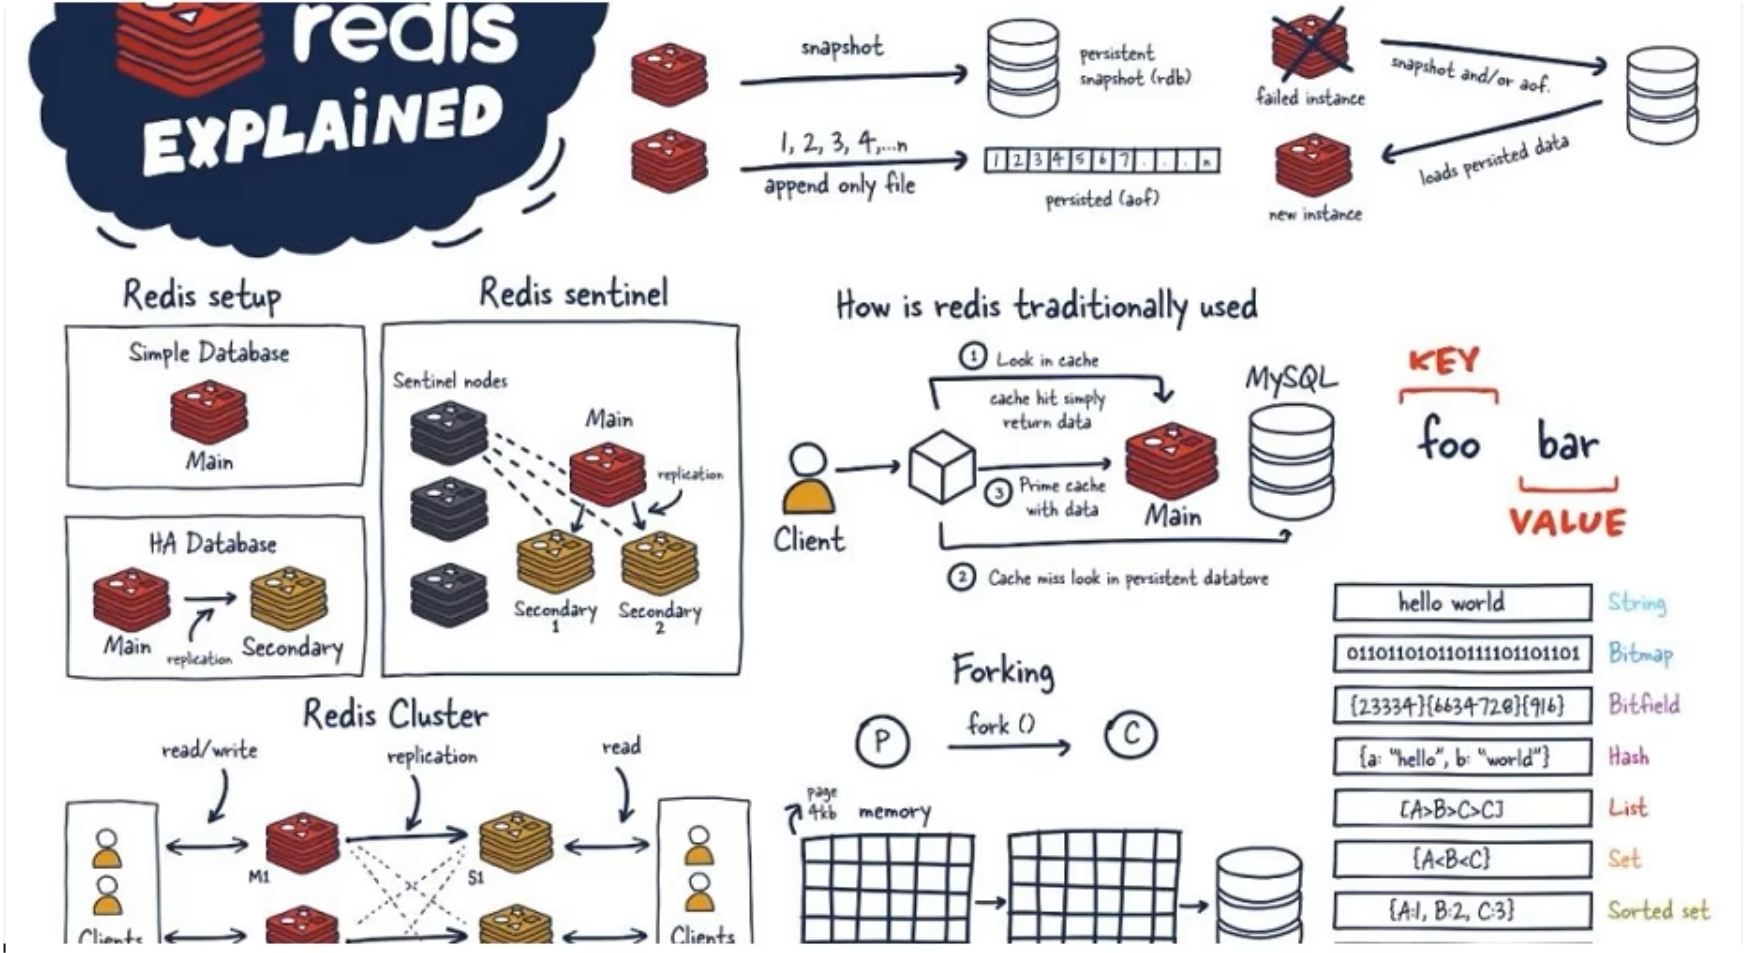 redis
EXPLAINED
snapshot
persistent
snapshot (rdb)
1, 2, 3, 4,...n
append only file
1 2 3 4 5 6 7 . . . n
persisted (aof)
failed instance
snapshot and/or aof.
loads persisted data
new instance
Redis setup
Simple Database
Main
HA Database
Main
replication
Secondary
Redis sentinel
Sentinel nodes
Main
replication
Secondary
1
Secondary
2
How is redis traditionally used
1 Look in cache
cache hit simply
return data
3 Prime cache
with data
Client
Main
MySQL
2 Cache miss look in persistent datatore
KEY
foo bar
VALUE
hello world String
011011010110111101101101 Bitmap
{23334}{6634728}{916} Bitfield
{a: "hello", b: "world"} Hash
[A>B>C>C] List
{A<B<C} Set
{A:1, B:2, C:3} Sorted set
Redis Cluster
read/write
replication
read
M1
S1
Clients
Clients
Forking
P
fork ()
C
page
4kb
memory